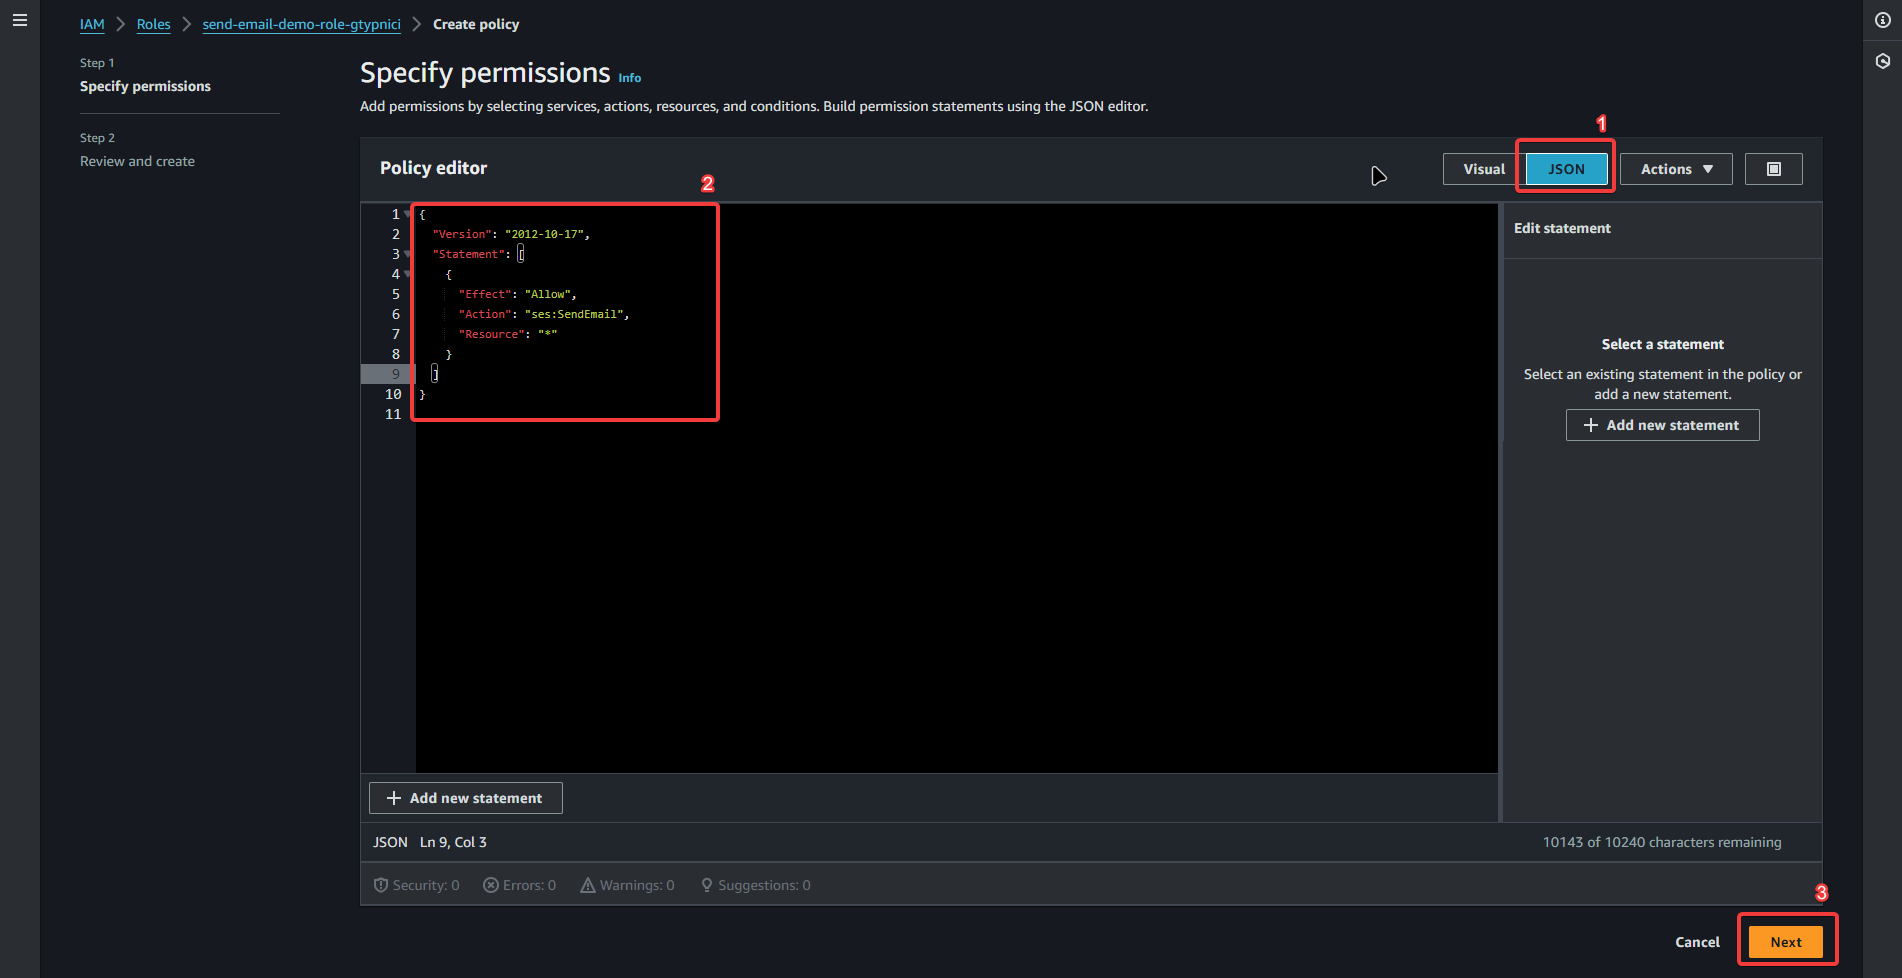 IAM > Roles > send-email-demo-role-gtypnici > Create policy
Step 1
Specify permissions
Step 2
Review and create
Specify permissions Info
Add permissions by selecting services, actions, resources, and conditions. Build permission statements using the JSON editor.
1
Policy editor
Visual JSON Actions
2
1 {
2 "Version": "2012-10-17",
3 "Statement": [
4 {
5 "Effect": "Allow",
6 "Action": "ses:SendEmail",
7 "Resource": "*"
8 }
9 ]
10 }
11
Edit statement
Select a statement
Select an existing statement in the policy or
add a new statement.
+ Add new statement
+ Add new statement
JSON Ln 9, Col 3
10143 of 10240 characters remaining
Security: 0 Errors: 0 Warnings: 0 Suggestions: 0
3
Cancel Next